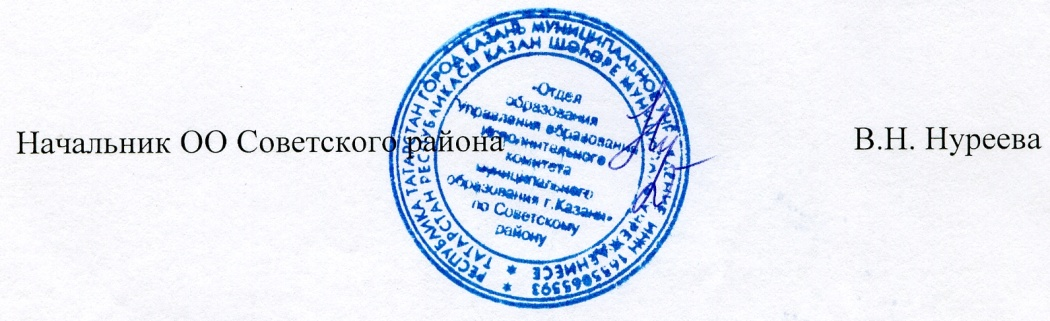 Начальник ОО Советского района
В.Н. Нуреева
РЕСПУБЛИКА ТАТАРСТАН ГОРОД КАЗАНЬ МУНИЦИПАЛЬНОЕ УЧРЕЖДЕНИЕ ИНН 1655065593
ТАТАРСТАН РЕСПУБЛИКАСЫ КАЗАН ШӘҺӘРЕ
«Отдел
образования
Управления образования
исполнительного
комитета
муниципального
образования г.Казани»
по Советскому
району